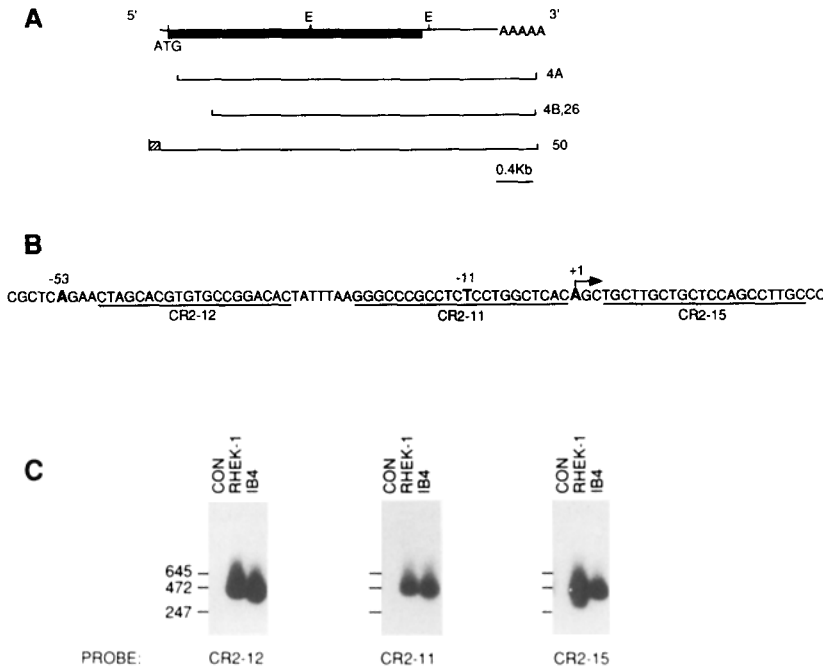 A
5' E E 3'
ATG AAAAA
4A
4B,26
50
0.4Kb
B
-53 -11 +1
CGCTCAGAACTAGCACGTGTGCCGGACACTATTTAAGGGCCCGCCTCTCCTGGCTCACAGCTGCTTGCTGCTCCAGCCTTGCCC
CR2-12 CR2-11 CR2-15
C
CON RHEK-1 IB4 CON RHEK-1 IB4 CON RHEK-1 IB4
645
472
247
PROBE: CR2-12 CR2-11 CR2-15